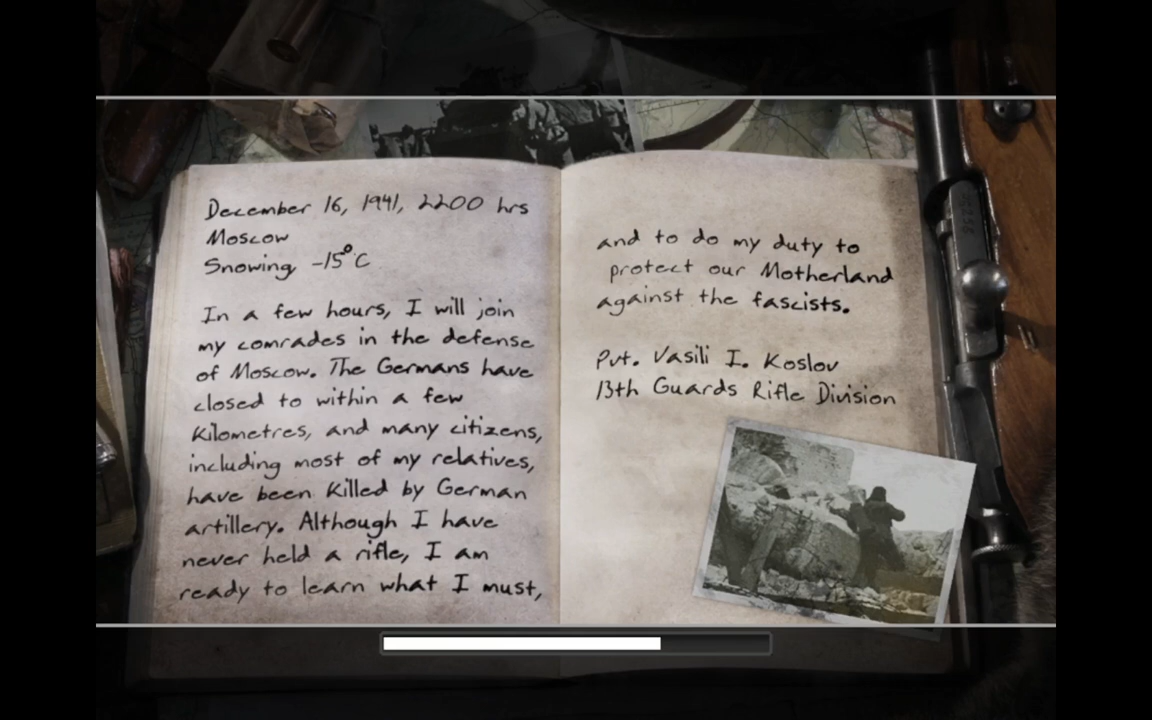 December 16, 1941, 2200 hrs
Moscow
Snowing, -15°C
In a few hours, I will join
my comrades in the defense
of Moscow. The Germans have
closed to within a few
kilometres, and many citizens,
including most of my relatives,
have been killed by German
artillery. Although I have
never held a rifle, I am
ready to learn what I must,
and to do my duty to
protect our Motherland
against the fascists.
Pvt. Vasili I. Koslov
13th Guards Rifle Division